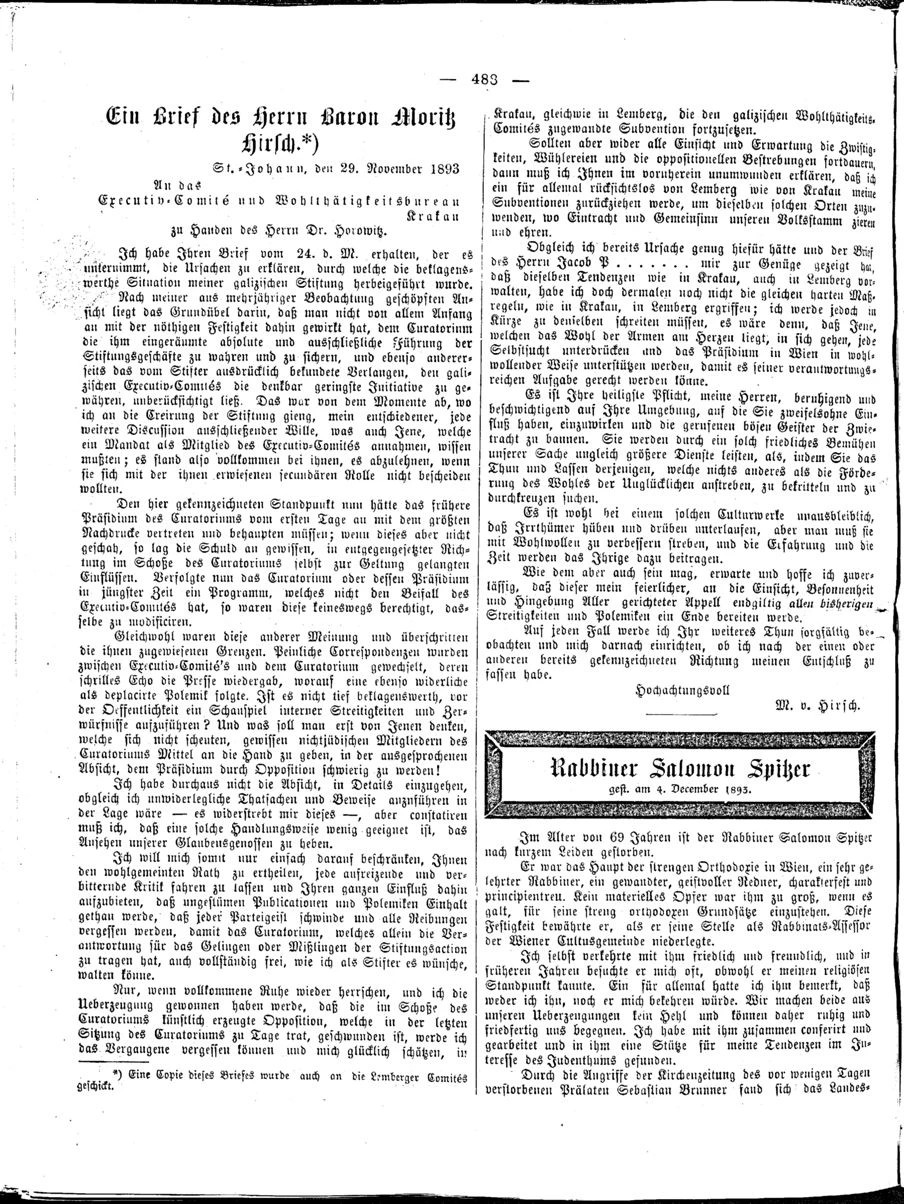 — 483 —
Ein Brief des Herrn Baron Moritz
Hirsch.*)
St.-Johann, den 29. November 1893
An das
Executiv-Comité und Wohlthätigkeitsbureau
Krakau
zu Handen des Herrn Dr. Horowitz.
Ich habe Ihren Brief vom 24. d. M. erhalten, der es
unternimmt, die Ursachen zu erklären, durch welche die beklagens-
werthe Situation meiner galizischen Stiftung herbeigeführt wurde.
Nach meiner aus mehrjähriger Beobachtung geschöpften An-
sicht liegt das Grundübel darin, daß man nicht von allem Anfang
an mit der nöthigen Festigkeit dahin gewirkt hat, dem Curatorium
die ihm eingeräumte absolute und ausschließliche Führung der
Stiftungsgeschäfte zu wahren und zu sichern, und ebenso anderer-
seits das vom Stifter ausdrücklich bekundete Verlangen, den gali-
zischen Executiv-Comités die denkbar geringste Initiative zu ge-
währen, unberücksichtigt ließ. Das war von dem Momente ab, wo
ich an die Creirung der Stiftung gieng, mein entschiedener, jede
weitere Discussion ausschließender Wille, was auch Jene, welche
ein Mandat als Mitglied des Executiv-Comités annahmen, wissen
mußten; es stand also vollkommen bei ihnen, es abzulehnen, wenn
sie sich mit der ihnen erwiesenen secundären Rolle nicht bescheiden
wollten.
Den hier gekennzeichneten Standpunkt nun hätte das frühere
Präsidium des Curatoriums vom ersten Tage an mit dem größten
Nachdrucke vertreten und behaupten müssen; wenn dieses aber nicht
geschah, so lag die Schuld an gewissen, in entgegengesetzter Rich-
tung im Schoße des Curatoriums selbst zur Geltung gelangten
Einflüssen. Verfolgte nun das Curatorium oder dessen Präsidium
in jüngster Zeit ein Programm, welches nicht den Beifall des
Executiv-Comités hat, so waren diese keineswegs berechtigt, das-
selbe zu modificiren.
Gleichwohl waren diese anderer Meinung und überschritten
die ihnen zugewiesenen Grenzen. Peinliche Correspondenzen wurden
zwischen Executiv-Comité's und dem Curatorium gewechselt, deren
schrilles Echo die Presse wiedergab, worauf eine ebenso widerliche
als deplacirte Polemik folgte. Ist es nicht tief beklagenswerth, vor
der Oeffentlichkeit ein Schauspiel interner Streitigkeiten und Zer-
würfnisse aufzuführen? Und was soll man erst von Jenen denken,
welche sich nicht scheuten, gewissen nichtjüdischen Mitgliedern des
Curatoriums Mittel an die Hand zu geben, in der ausgesprochenen
Absicht, dem Präsidium durch Opposition schwierig zu werden!
Ich habe durchaus nicht die Absicht, in Details einzugehen,
obgleich ich unwiderlegliche Thatsachen und Beweise anzuführen in
der Lage wäre — es widerstrebt mir dieses —, aber constatiren
muß ich, daß eine solche Handlungsweise wenig geeignet ist, das
Ansehen unserer Glaubensgenossen zu heben.
Ich will mich somit nur einfach darauf beschränken, Ihnen
den wohlgemeinten Rath zu ertheilen, jede aufreizende und ver-
bitternde Kritik fahren zu lassen und Ihren ganzen Einfluß dahin
aufzubieten, daß ungestümen Publicationen und Polemiken Einhalt
gethan werde, daß jeder Parteigeist schwinde und alle Reibungen
vergessen werden, damit das Curatorium, welches allein die Ver-
antwortung für das Gelingen oder Mißlingen der Stiftungsaction
zu tragen hat, auch vollständig frei, wie ich als Stifter es wünsche,
walten könne.
Nur, wenn vollkommene Ruhe wieder herrschen, und ich die
Ueberzeugung gewonnen haben werde, daß die im Schoße des
Curatoriums künstlich erzeugte Opposition, welche in der letzten
Sitzung des Curatoriums zu Tage trat, geschwunden ist, werde ich
das Vergangene vergessen können und mich glücklich schätzen, in
*) Eine Copie dieses Briefes wurde auch an die Lemberger Comités
geschickt.
Krakau, gleichwie in Lemberg, die den galizischen Wohlthätigkeits-
Comités zugewandte Subvention fortzusetzen.
Sollten aber wider alle Einsicht und Erwartung die Zwistig-
keiten, Wühlereien und die oppositionellen Bestrebungen fortdauern,
dann muß ich Ihnen im vornherein unumwunden erklären, daß ich
ein für allemal rücksichtslos von Lemberg wie von Krakau meine
Subventionen zurückziehen werde, um dieselben solchen Orten zuzu-
wenden, wo Eintracht und Gemeinsinn unseren Volksstamm zieren
und ehren.
Obgleich ich bereits Ursache genug hiefür hätte und der Brief
des Herrn Jacob P . . . . . . . mir zur Genüge gezeigt hat,
daß dieselben Tendenzen wie in Krakau, auch in Lemberg vor-
walten, habe ich doch dermalen noch nicht die gleichen harten Maß-
regeln, wie in Krakau, in Lemberg ergriffen; ich werde jedoch in
Kürze zu denselben schreiten müssen, es wäre denn, daß Jene,
welchen das Wohl der Armen am Herzen liegt, in sich gehen, jede
Selbstsucht unterdrücken und das Präsidium in Wien in wohl-
wollender Weise unterstützen werden, damit es seiner verantwortungs-
reichen Aufgabe gerecht werden könne.
Es ist Ihre heiligste Pflicht, meine Herren, beruhigend und
beschwichtigend auf Ihre Umgebung, auf die Sie zweifelsohne Ein-
fluß haben, einzuwirken und die gerufenen bösen Geister der Zwie-
tracht zu bannen. Sie werden durch ein solch friedliches Bemühen
unserer Sache ungleich größere Dienste leisten, als, indem Sie das
Thun und Lassen derjenigen, welche nichts anderes als die Förde-
rung des Wohles der Unglücklichen anstreben, zu bekritteln und zu
durchkreuzen suchen.
Es ist wohl bei einem solchen Culturwerke unausbleiblich,
daß Irrthümer hüben und drüben unterlaufen, aber man muß sie
mit Wohlwollen zu verbessern streben, und die Erfahrung und die
Zeit werden das Ihrige dazu beitragen.
Wie dem aber auch sein mag, erwarte und hoffe ich zuver-
lässig, daß dieser mein feierlicher, an die Einsicht, Besonnenheit
und Hingebung Aller gerichteter Appell endgiltig allen bisherigen
Streitigkeiten und Polemiken ein Ende bereiten werde.
Auf jeden Fall werde ich Ihr weiteres Thun sorgfältig be-
obachten und mich darnach einrichten, ob ich nach der einen oder
anderen bereits gekennzeichneten Richtung meinen Entschluß zu
fassen habe.
Hochachtungsvoll
M. v. Hirsch.
Rabbiner Salomon Spitzer
gest. am 4. December 1893.
Im Alter von 69 Jahren ist der Rabbiner Salomon Spitzer
nach kurzem Leiden gestorben.
Er war das Haupt der strengen Orthodoxie in Wien, ein sehr ge-
lehrter Rabbiner, ein gewandter, geistvoller Redner, charakterfest und
principientreu. Kein materielles Opfer war ihm zu groß, wenn es
galt, für seine streng orthodoxen Grundsätze einzustehen. Diese
Festigkeit bewährte er, als er seine Stelle als Rabbinats-Assessor
der Wiener Cultusgemeinde niederlegte.
Ich selbst verkehrte mit ihm friedlich und freundlich, und in
früheren Jahren besuchte er mich oft, obwohl er meinen religiösen
Standpunkt kannte. Ein für allemal hatte ich ihm bemerkt, daß
weder ich ihn, noch er mich bekehren würde. Wir machen beide aus
unseren Ueberzeugungen kein Hehl und können daher ruhig und
friedfertig uns begegnen. Ich habe mit ihm zusammen conferirt und
gearbeitet und in ihm eine Stütze für meine Tendenzen im In-
teresse des Judenthums gefunden.
Durch die Angriffe der Kirchenzeitung des vor wenigen Tagen
verstorbenen Prälaten Sebastian Brunner fand sich das Landes-